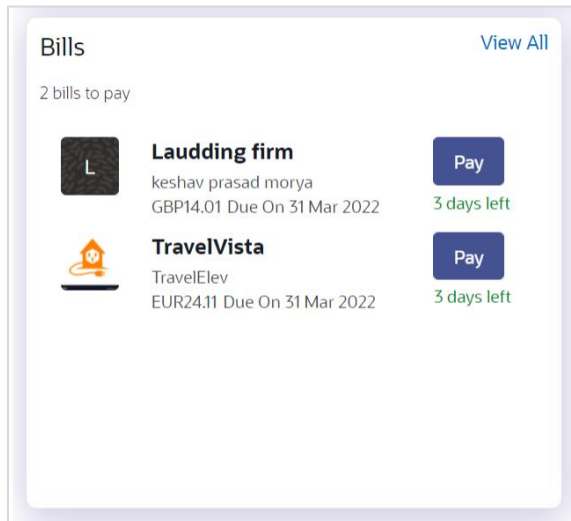 Bills
View All
2 bills to pay
L
Laudding firm
keshav prasad morya
GBP14.01 Due On 31 Mar 2022
Pay
3 days left
TravelVista
TravelElev
EUR24.11 Due On 31 Mar 2022
Pay
3 days left